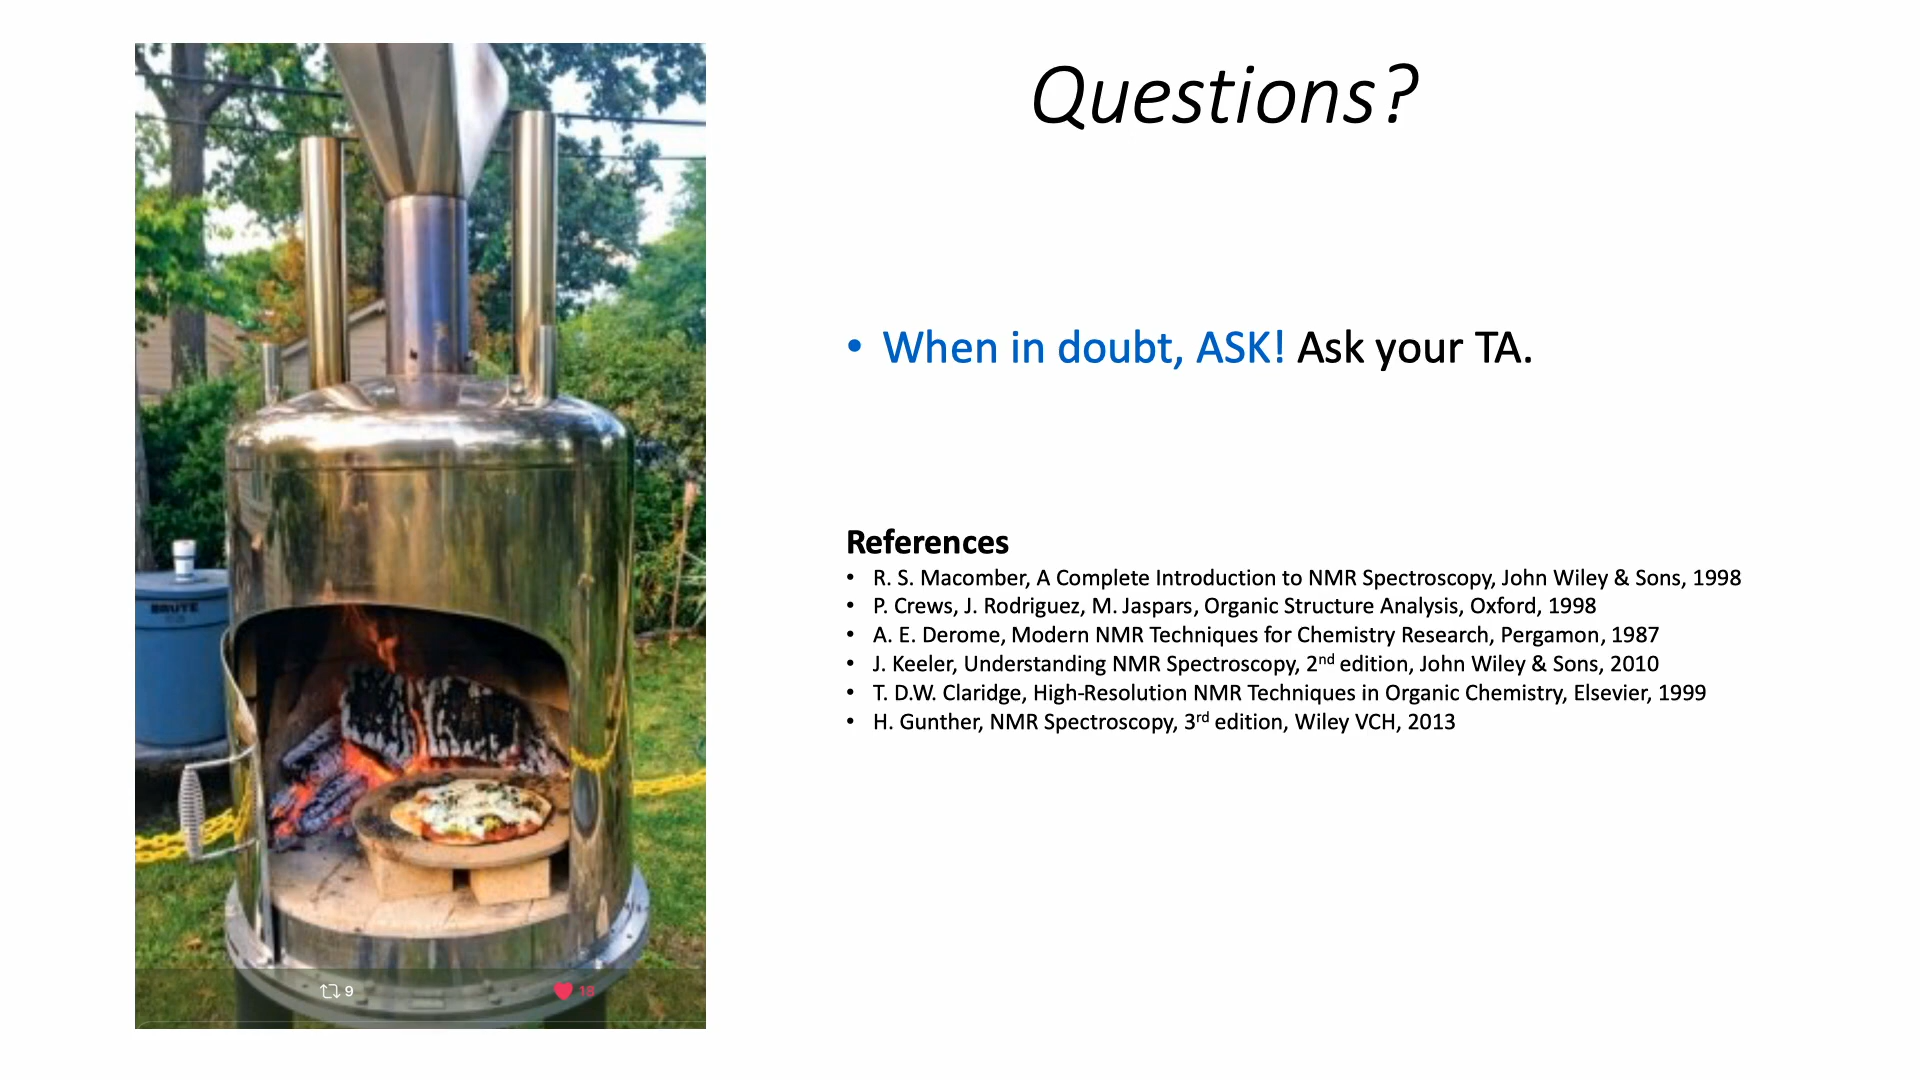 Questions?
• When in doubt, ASK! Ask your TA.
References
• R. S. Macomber, A Complete Introduction to NMR Spectroscopy, John Wiley & Sons, 1998
• P. Crews, J. Rodriguez, M. Jaspars, Organic Structure Analysis, Oxford, 1998
• A. E. Derome, Modern NMR Techniques for Chemistry Research, Pergamon, 1987
• J. Keeler, Understanding NMR Spectroscopy, 2nd edition, John Wiley & Sons, 2010
• T. D.W. Claridge, High-Resolution NMR Techniques in Organic Chemistry, Elsevier, 1999
• H. Gunther, NMR Spectroscopy, 3rd edition, Wiley VCH, 2013
BRUTE
9 18